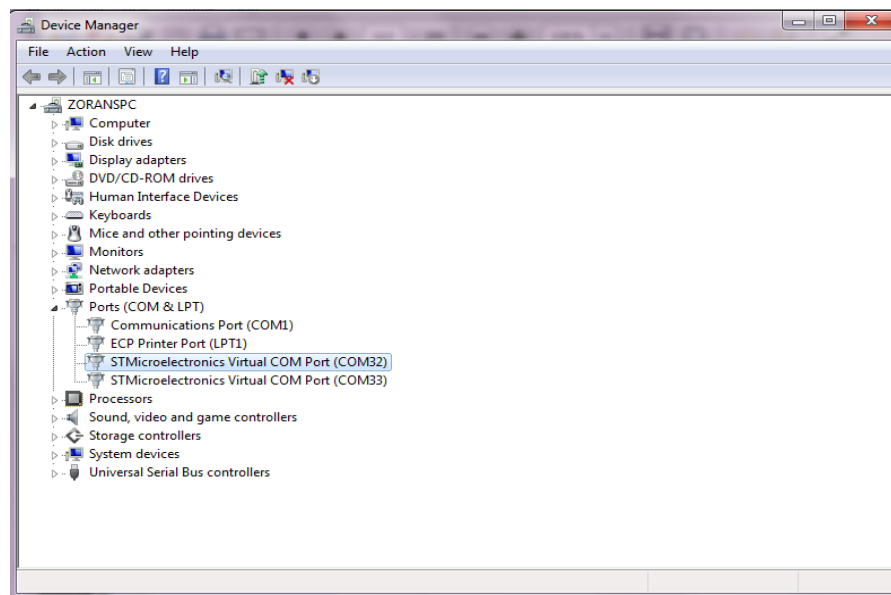 Device Manager
File Action View Help
ZORANSPC
Computer
Disk drives
Display adapters
DVD/CD-ROM drives
Human Interface Devices
Keyboards
Mice and other pointing devices
Monitors
Network adapters
Portable Devices
Ports (COM & LPT)
Communications Port (COM1)
ECP Printer Port (LPT1)
STMicroelectronics Virtual COM Port (COM32)
STMicroelectronics Virtual COM Port (COM33)
Processors
Sound, video and game controllers
Storage controllers
System devices
Universal Serial Bus controllers